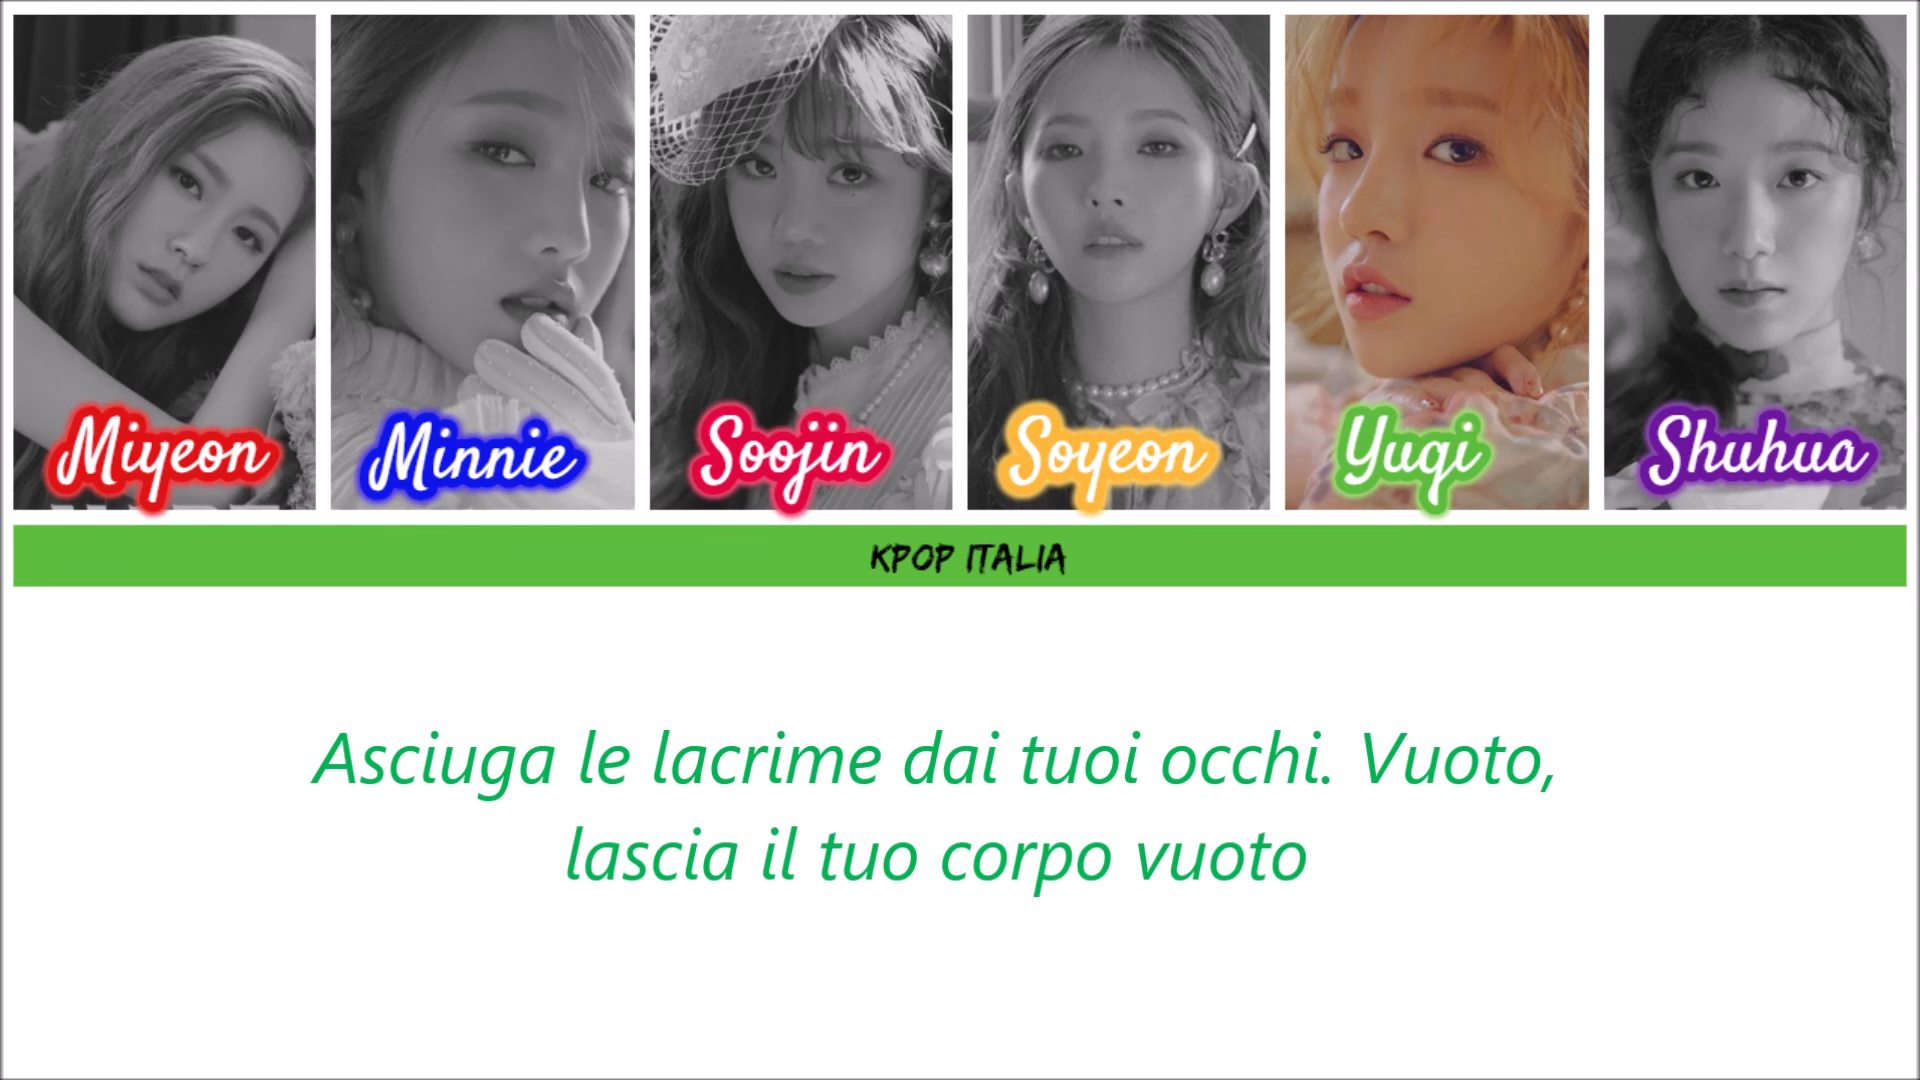 Miyeon
Minnie
Soojin
Soyeon
Yuqi
Shuhua
KPOP ITALIA
Asciuga le lacrime dai tuoi occhi. Vuoto,
lascia il tuo corpo vuoto